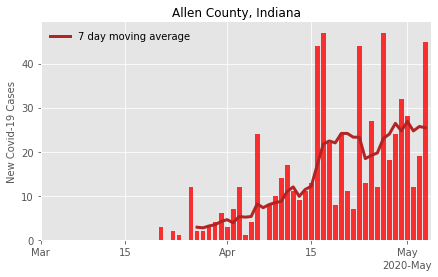 Allen County, Indiana
7 day moving average
New Covid-19 Cases
40
30
20
10
0
Mar
15
Apr
15
May
2020-May